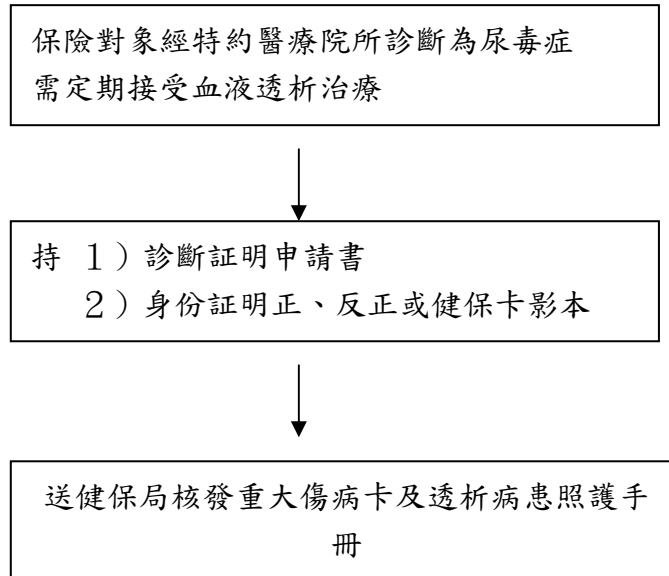 保險對象經特約醫療院所診斷為尿毒症
需定期接受血液透析治療
持 １）診斷証明申請書
２）身份証明正、反正或健保卡影本
送健保局核發重大傷病卡及透析病患照護手
冊